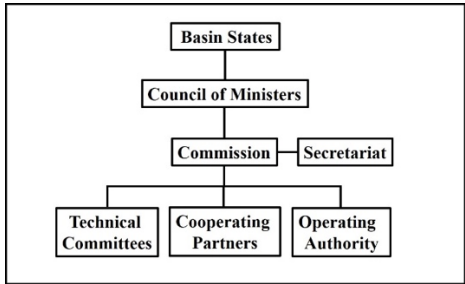 Basin States
Council of Ministers
Commission
Secretariat
Technical
Committees
Cooperating
Partners
Operating
Authority